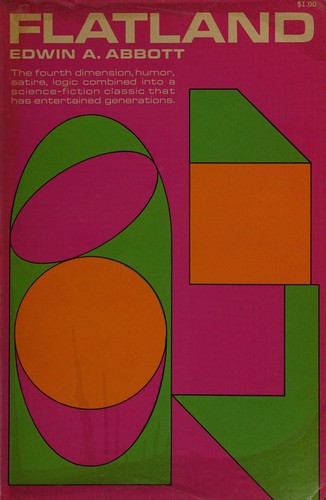 $1.00
FLATLAND
EDWIN A. ABBOTT
The fourth dimension, humor,
satire, logic combined into a
science-fiction classic that
has entertained generations.